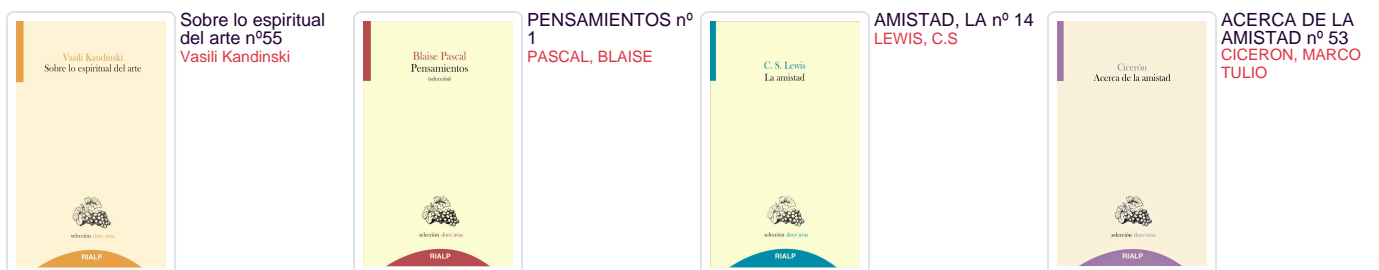 Vasili Kandinski
Sobre lo espiritual del arte
selección doce uvas
RIALP
Sobre lo espiritual
del arte nº55
Vasili Kandinski
Blaise Pascal
Pensamientos
(selección)
selección doce uvas
RIALP
PENSAMIENTOS nº
1
PASCAL, BLAISE
C. S. Lewis
La amistad
selección doce uvas
RIALP
AMISTAD, LA nº 14
LEWIS, C.S
Cicerón
Acerca de la amistad
selección doce uvas
RIALP
ACERCA DE LA
AMISTAD nº 53
CICERON, MARCO
TULIO